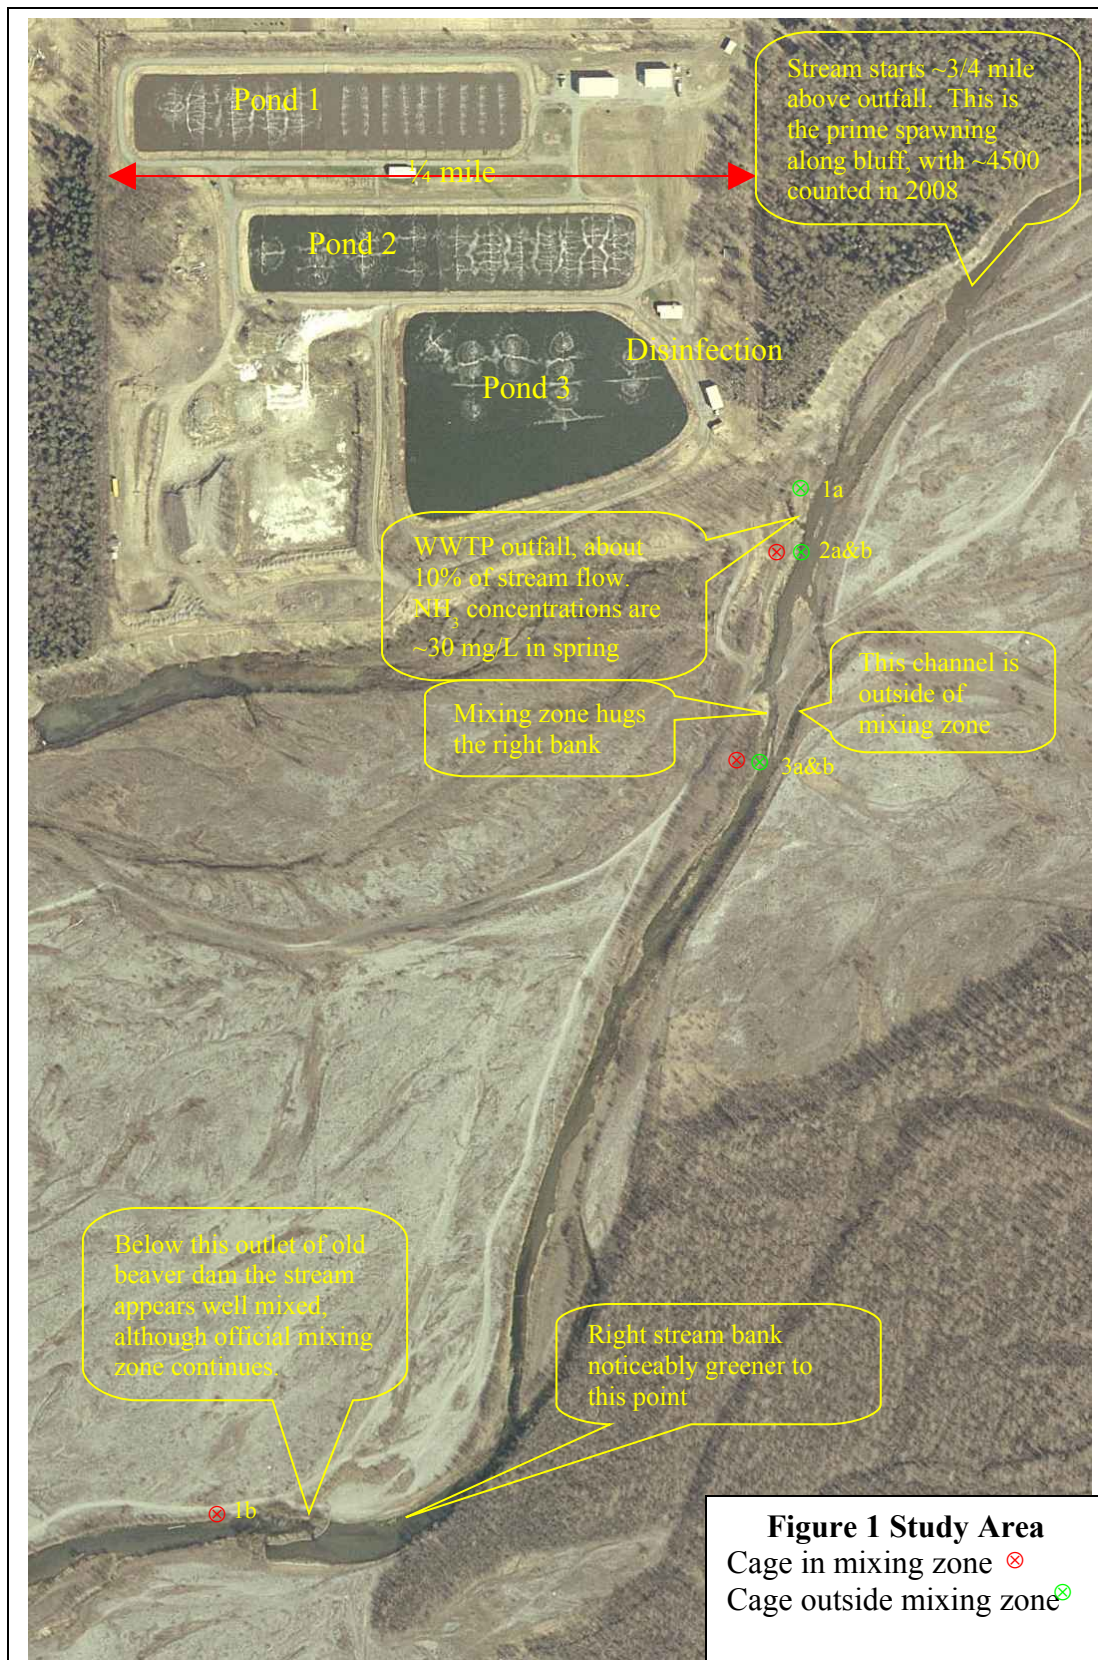 Pond 1
Stream starts ~3/4 mile
above outfall.  This is
the prime spawning
along bluff, with ~4500
counted in 2008
¼ mile
Pond 2
Disinfection
Pond 3
1a
WWTP outfall, about
10% of stream flow.
NH3 concentrations are
~30 mg/L in spring
2a&b
This channel is
outside of
mixing zone
Mixing zone hugs
the right bank
3a&b
Below this outlet of old
beaver dam the stream
appears well mixed,
although official mixing
zone continues.
Right stream bank
noticeably greener to
this point
1b
Figure 1 Study Area
Cage in mixing zone
Cage outside mixing zone